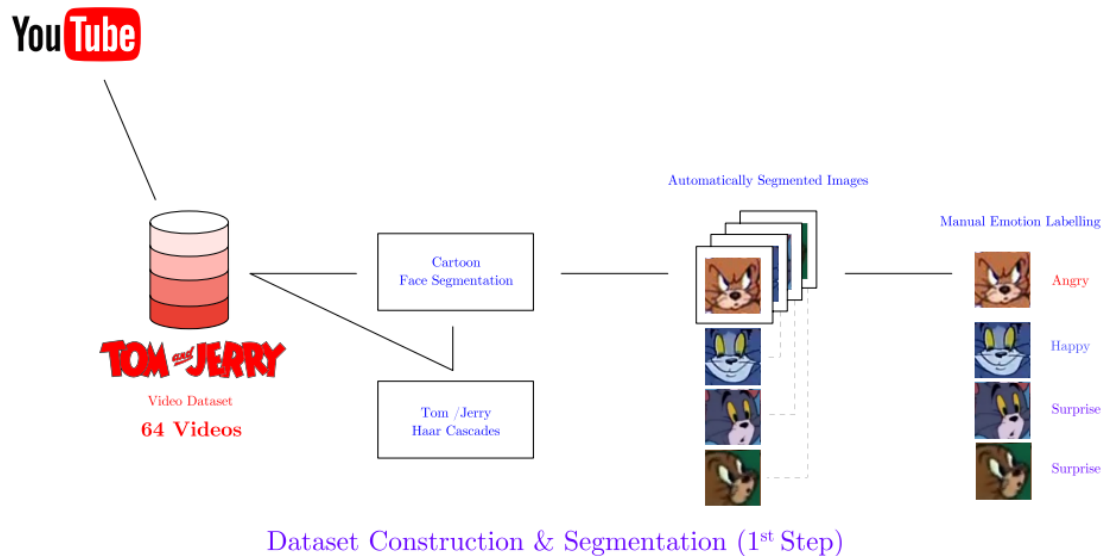 YouTube
Automatically Segmented Images
Manual Emotion Labelling
Cartoon
Face Segmentation
Angry
TOM and JERRY
Happy
Video Dataset
64 Videos
Tom /Jerry
Haar Cascades
Surprise
Surprise
Dataset Construction & Segmentation (1st Step)